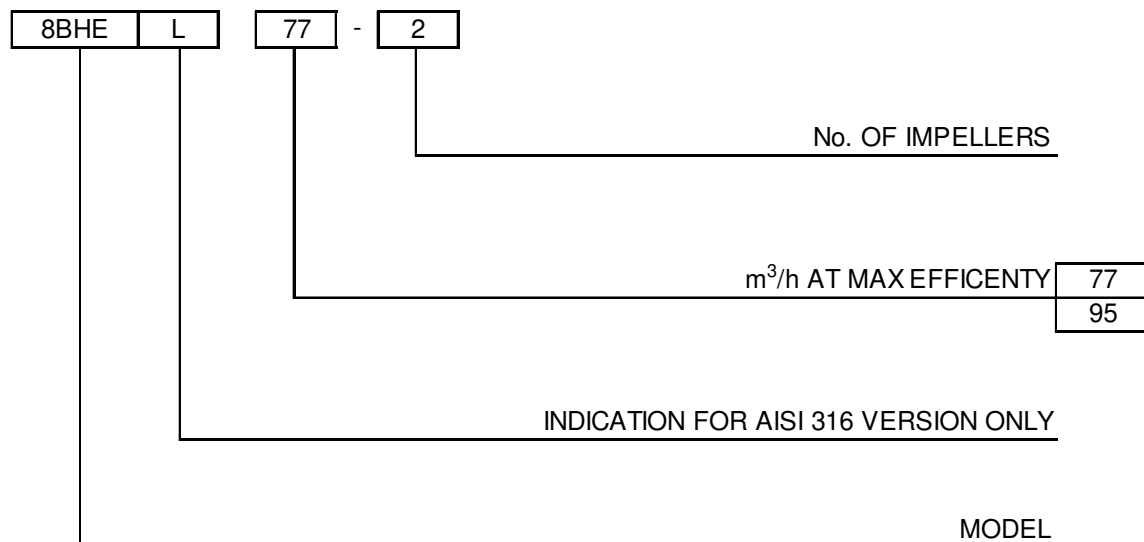 8BHE L 77 - 2
No. OF IMPELLERS
m³/h AT MAX EFFICENTY 77
95
INDICATION FOR AISI 316 VERSION ONLY
MODEL